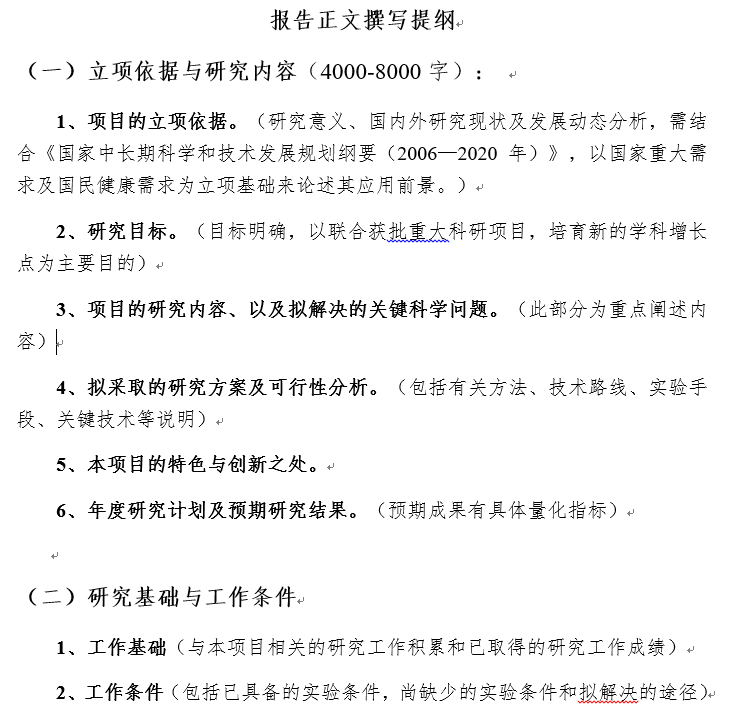 报告正文撰写提纲
（一）立项依据与研究内容（4000-8000 字）：
1、项目的立项依据。（研究意义、国内外研究现状及发展动态分析，需结
合《国家中长期科学和技术发展规划纲要（2006—2020 年）》，以国家重大需
求及国民健康需求为立项基础来论述其应用前景。）
2、研究目标。（目标明确，以联合获批重大科研项目，培育新的学科增长
点为主要目的）
3、项目的研究内容、以及拟解决的关键科学问题。（此部分为重点阐述内
容）
4、拟采取的研究方案及可行性分析。（包括有关方法、技术路线、实验手
段、关键技术等说明）
5、本项目的特色与创新之处。
6、年度研究计划及预期研究结果。（预期成果有具体量化指标）
（二）研究基础与工作条件
1、工作基础（与本项目相关的研究工作积累和已取得的研究工作成绩）
2、工作条件（包括已具备的实验条件，尚缺少的实验条件和拟解决的途径）